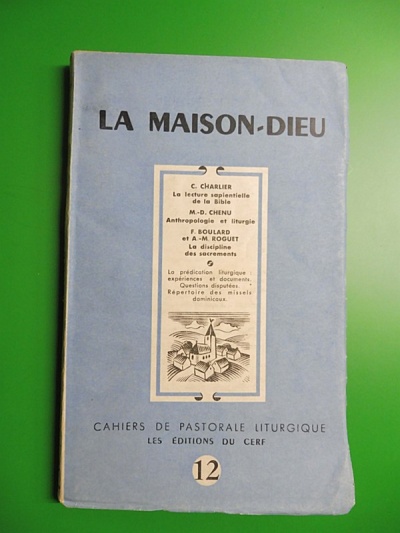 LA MAISON-DIEU
C. CHARLIER
La lecture sapientielle
de la Bible
M.-D. CHENU
Anthropologie et liturgie
F. BOULARD
et A.-M. ROGUET
La discipline
des sacrements
La prédication liturgique :
expériences et documents.
Questions disputées.
Répertoire des missels
dominicaux.
CAHIERS DE PASTORALE LITURGIQUE
LES ÉDITIONS DU CERF
12